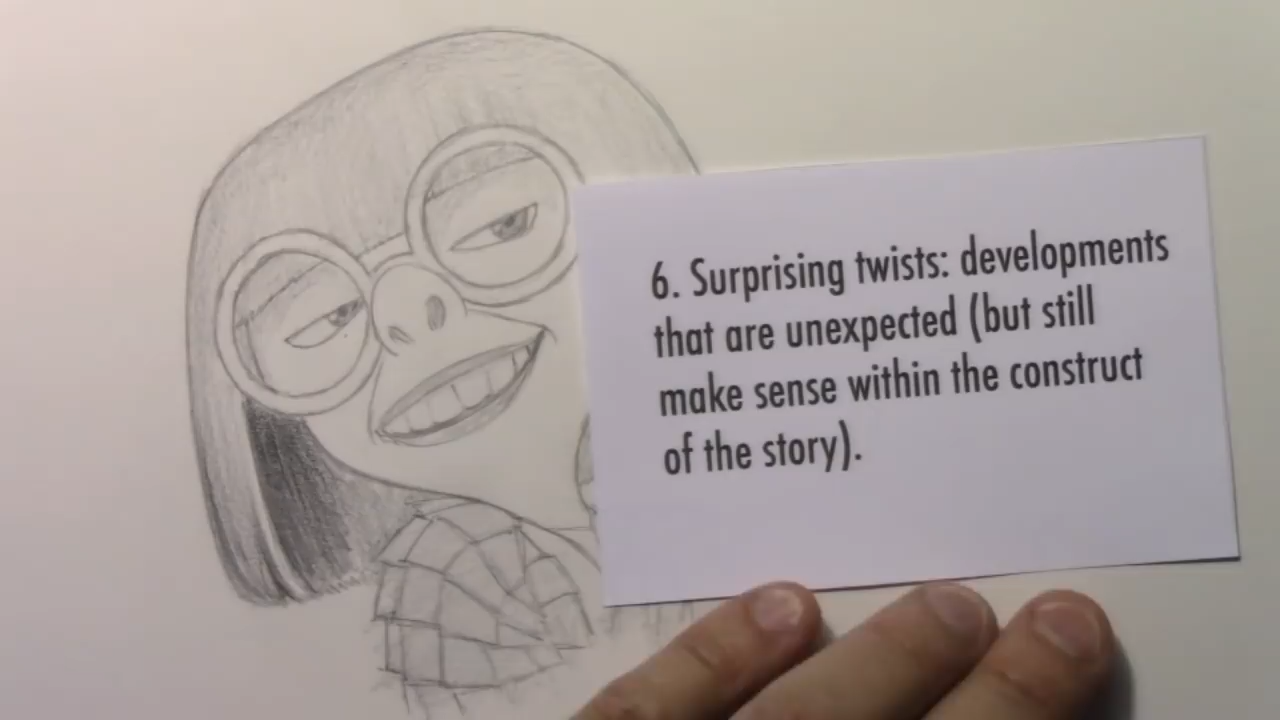 6. Surprising twists: developments
that are unexpected (but still
make sense within the construct
of the story).